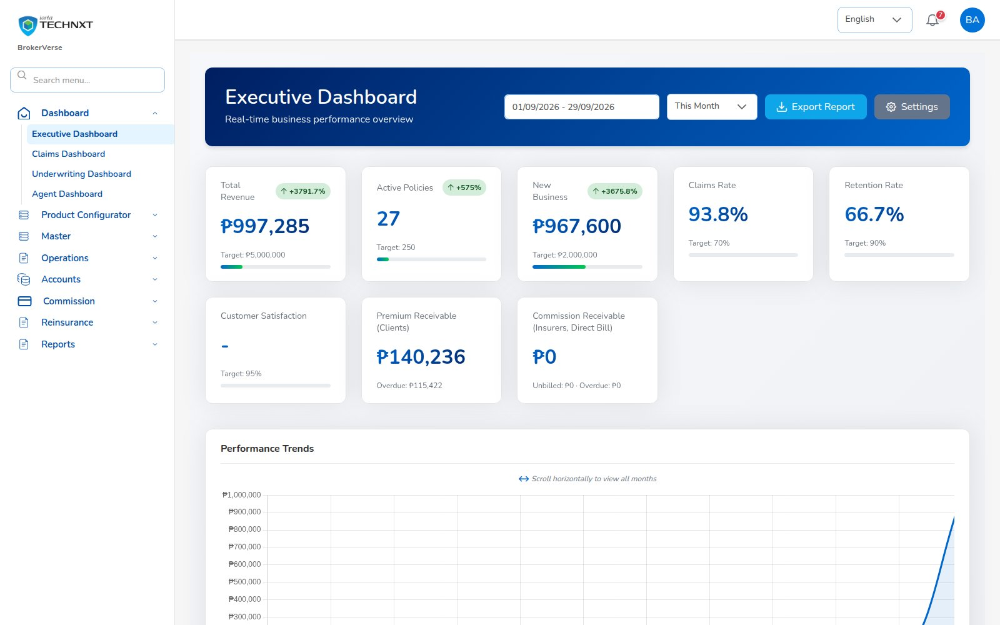 iorta
TECHNXT
BrokerVerse
Search menu...
Dashboard
Executive Dashboard
Claims Dashboard
Underwriting Dashboard
Agent Dashboard
Product Configurator
Master
Operations
Accounts
Commission
Reinsurance
Reports
English
7
BA
Executive Dashboard
Real-time business performance overview
01/09/2026 - 29/09/2026
This Month
Export Report
Settings
Total
Revenue
+3791.7%
₱997,285
Target: ₱5,000,000
Active Policies
+575%
27
Target: 250
New
Business
+3675.8%
₱967,600
Target: ₱2,000,000
Claims Rate
93.8%
Target: 70%
Retention Rate
66.7%
Target: 90%
Customer Satisfaction
-
Target: 95%
Premium Receivable
(Clients)
₱140,236
Overdue: ₱115,422
Commission Receivable
(Insurers, Direct Bill)
₱0
Unbilled: ₱0 · Overdue: ₱0
Performance Trends
Scroll horizontally to view all months
₱1,000,000
₱900,000
₱800,000
₱700,000
₱600,000
₱500,000
₱400,000
₱300,000